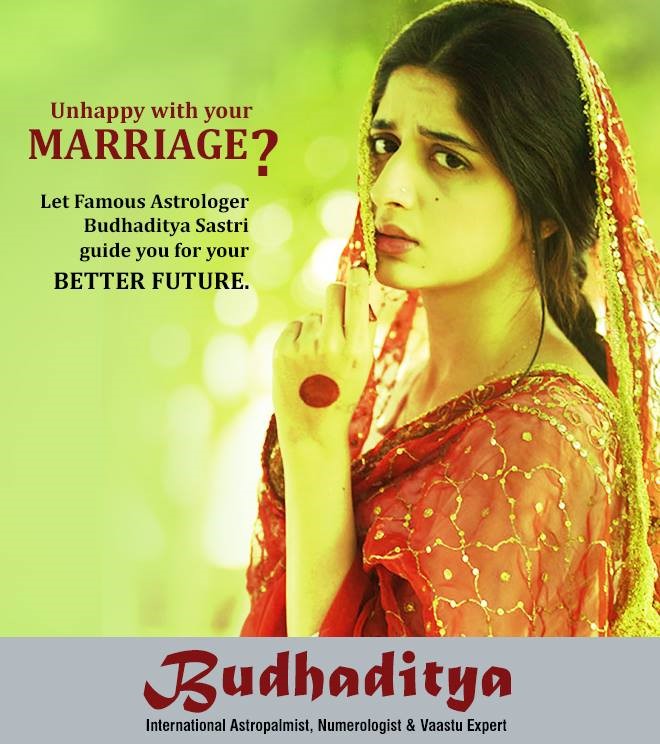 Unhappy with your
MARRIAGE?
Let Famous Astrologer
Budhaditya Sastri
guide you for your
BETTER FUTURE.
Budhaditya
International Astropalmist, Numerologist & Vaastu Expert